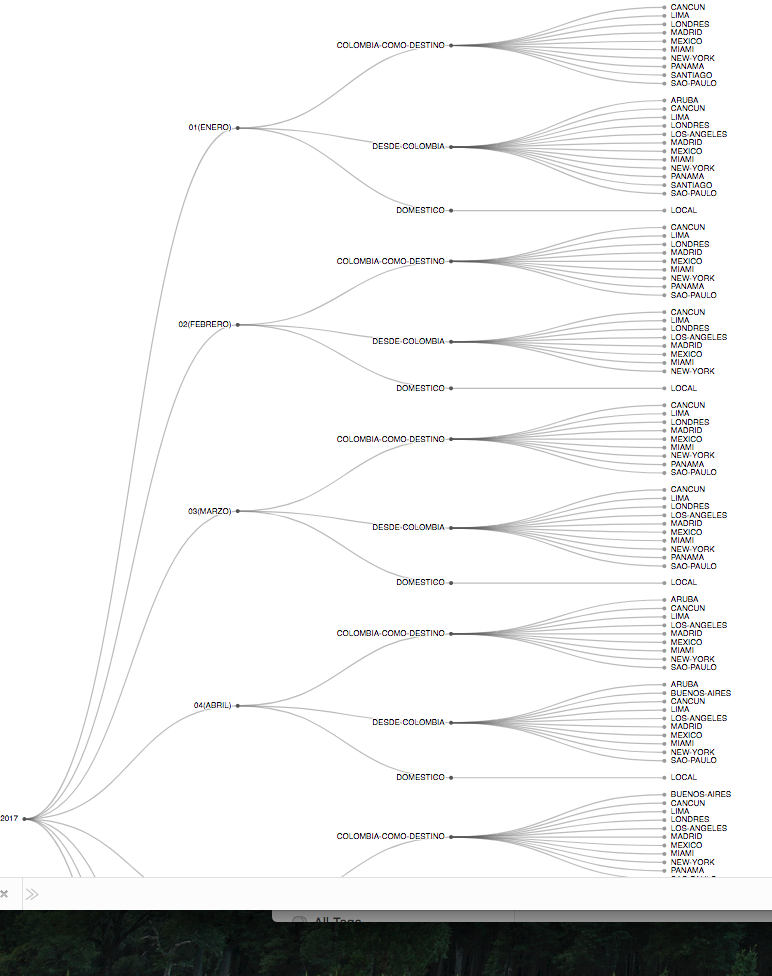 2017
01(ENERO)
COLOMBIA-COMO-DESTINO
CANCUN
LIMA
LONDRES
MADRID
MEXICO
MIAMI
NEW-YORK
PANAMA
SANTIAGO
SAO-PAULO
DESDE-COLOMBIA
ARUBA
CANCUN
LIMA
LONDRES
LOS-ANGELES
MADRID
MEXICO
MIAMI
NEW-YORK
PANAMA
SANTIAGO
SAO-PAULO
DOMESTICO
LOCAL
02(FEBRERO)
COLOMBIA-COMO-DESTINO
CANCUN
LIMA
LONDRES
MADRID
MEXICO
MIAMI
NEW-YORK
PANAMA
SAO-PAULO
DESDE-COLOMBIA
CANCUN
LIMA
LONDRES
LOS-ANGELES
MADRID
MEXICO
MIAMI
NEW-YORK
DOMESTICO
LOCAL
03(MARZO)
COLOMBIA-COMO-DESTINO
CANCUN
LIMA
LONDRES
MADRID
MEXICO
MIAMI
NEW-YORK
PANAMA
SAO-PAULO
DESDE-COLOMBIA
CANCUN
LIMA
LONDRES
LOS-ANGELES
MADRID
MEXICO
MIAMI
NEW-YORK
PANAMA
SAO-PAULO
DOMESTICO
LOCAL
04(ABRIL)
COLOMBIA-COMO-DESTINO
ARUBA
CANCUN
LIMA
LOS-ANGELES
MADRID
MEXICO
MIAMI
NEW-YORK
SAO-PAULO
DESDE-COLOMBIA
ARUBA
BUENOS-AIRES
CANCUN
LIMA
LOS-ANGELES
MADRID
MEXICO
MIAMI
NEW-YORK
SAO-PAULO
DOMESTICO
LOCAL
COLOMBIA-COMO-DESTINO
BUENOS-AIRES
CANCUN
LIMA
LONDRES
LOS-ANGELES
MADRID
MEXICO
MIAMI
NEW-YORK
PANAMA
All Tags